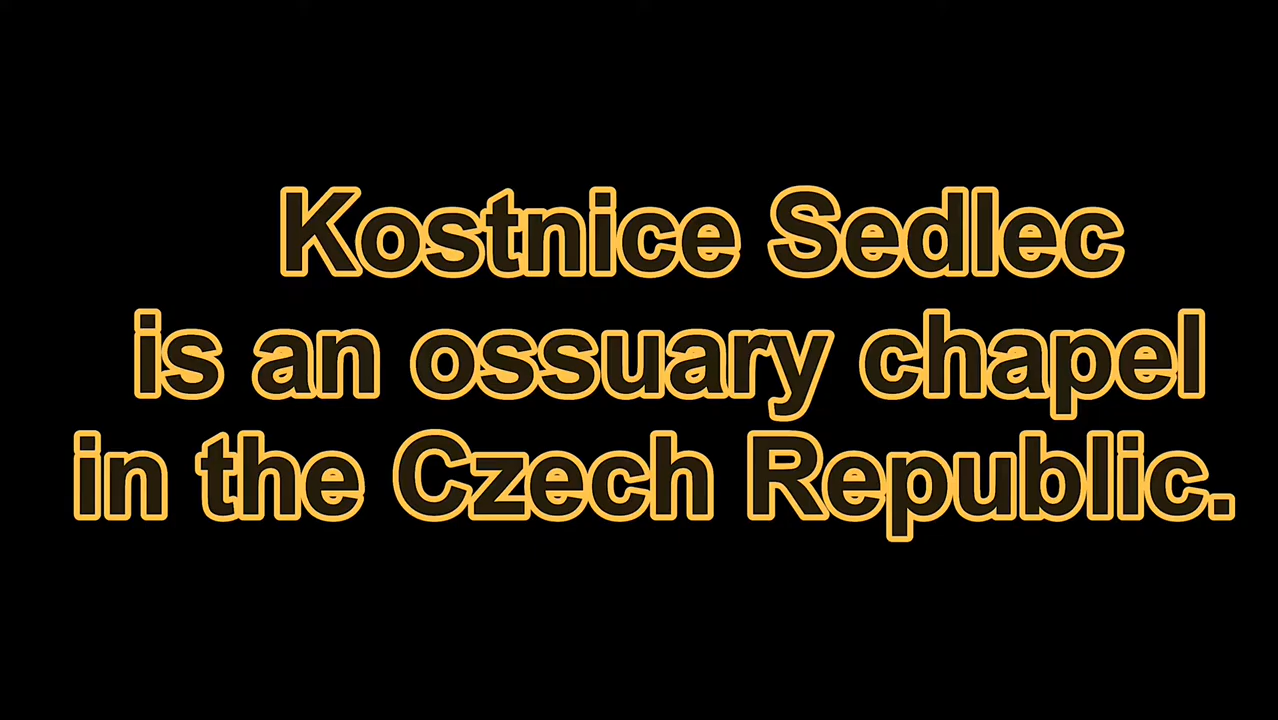 Kostnice Sedlec
is an ossuary chapel
in the Czech Republic.